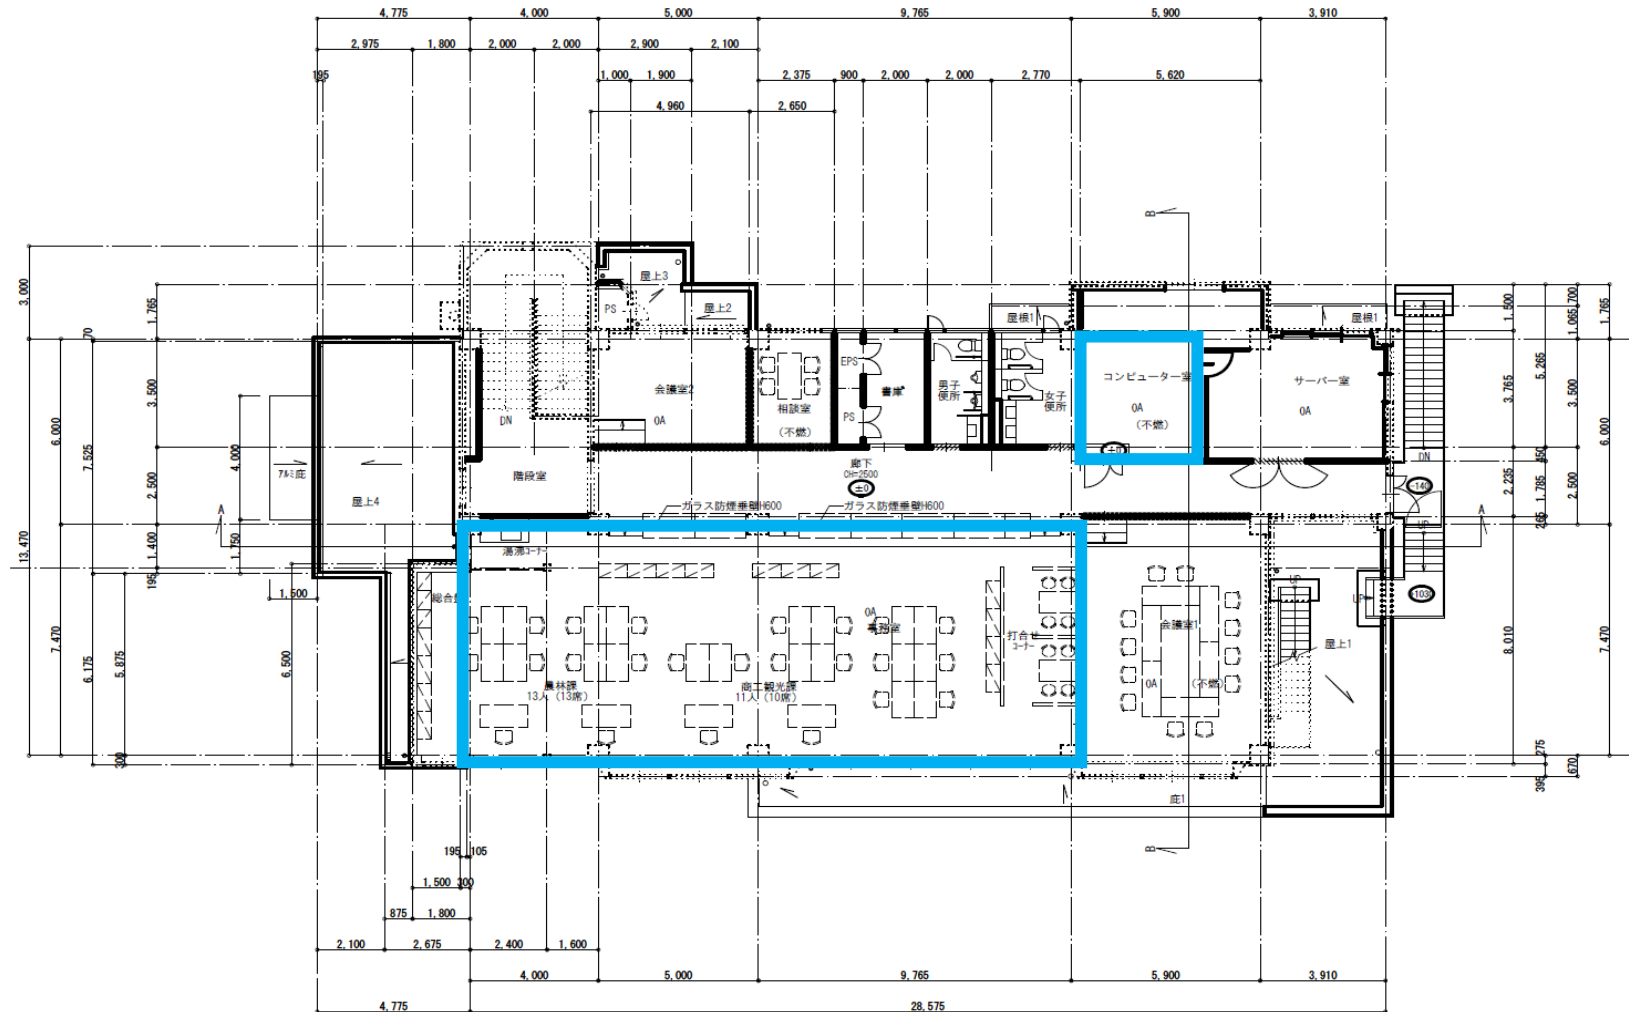 4,775 4,000 5,000 9,765 5,900 3,910
2,975 1,800 2,000 2,000 2,900 2,100
195 1,000 1,900 2,375 900 2,000 2,000 2,770 5,620
4,960 2,650
B
3,000
1,765
70
3,500
6,000
7,525
4,000
2,500
13,470
1,400
1,750
195
1,500
7,470
6,175
5,875
6,500
300
屋上3
PS
屋上2
屋根1
屋根1
EPS
書庫
男子
便所
女子
便所
コンピューター室
OA
(不燃)
サーバー室
OA
会議室2
OA
相談室
(不燃)
PS
DN
階段室
廊下
CH=2500
±0
±0
アルミ庇
屋上4
A
ガラス防煙垂壁H600
ガラス防煙垂壁H600
湯沸コーナー
DN
-140
UP
A
UP
UP
OA
事務室
打合せ
コーナー
会議室1
OA
(不燃)
屋上1
農林課
13人(13席)
商工観光課
11人(10席)
庇1
B
1,500
700
1,065
1,765
5,265
3,765
3,500
6,000
450
2,235
1,785
2,500
265
8,010
7,470
275
670
395
195 105
1,500 300
875 1,800
2,100 2,675 2,400 1,600
4,000 5,000 9,765 5,900 3,910
4,775 28,575